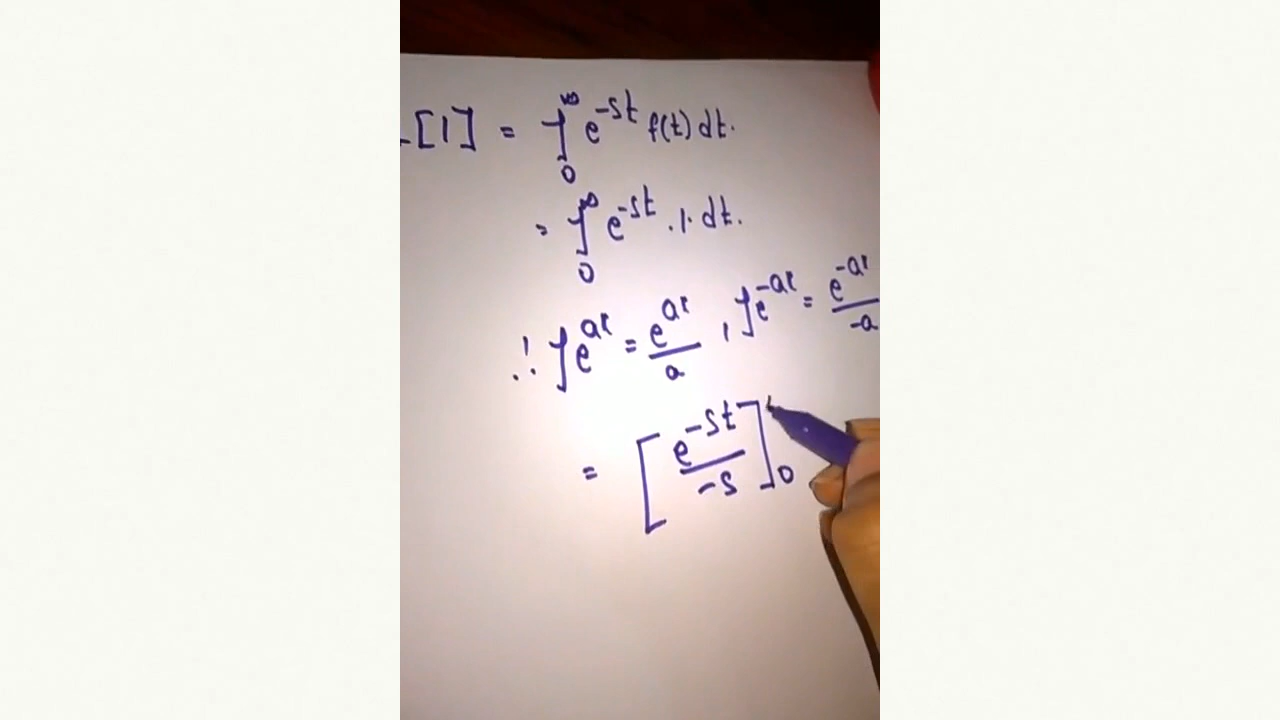 L[1] = ∫₀^∞ e^{-st} f(t) dt.
= ∫₀^∞ e^{-st} . 1. dt.
∴ ∫e^{ax} = e^{ax}/a , ∫e^{-ax} = e^{-ax}/-a
= [e^{-st}/-s]₀